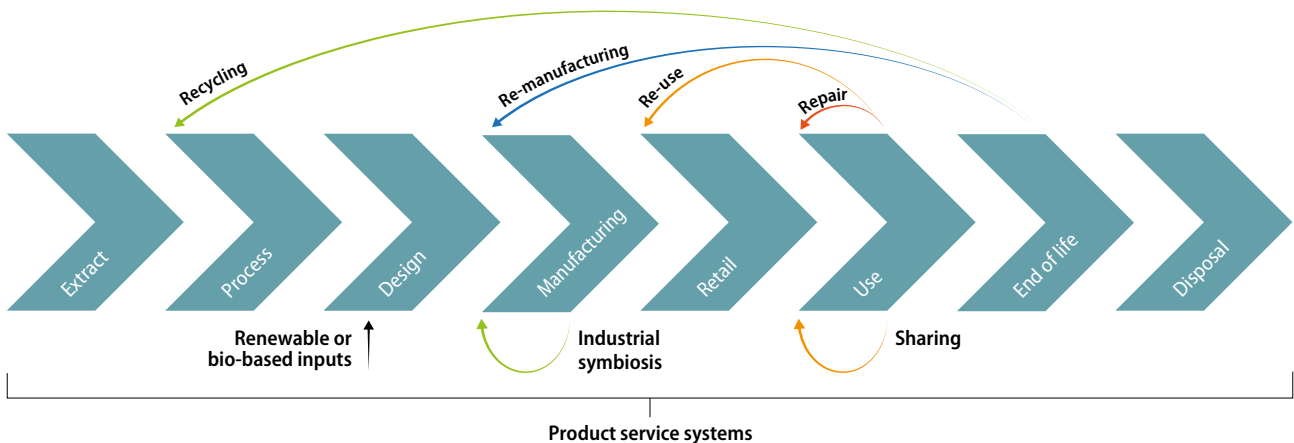 Recycling
Re-manufacturing
Re-use
Repair
Extract
Process
Design
Manufacturing
Retail
Use
End of life
Disposal
Renewable or
bio-based inputs
Industrial
symbiosis
Sharing
Product service systems